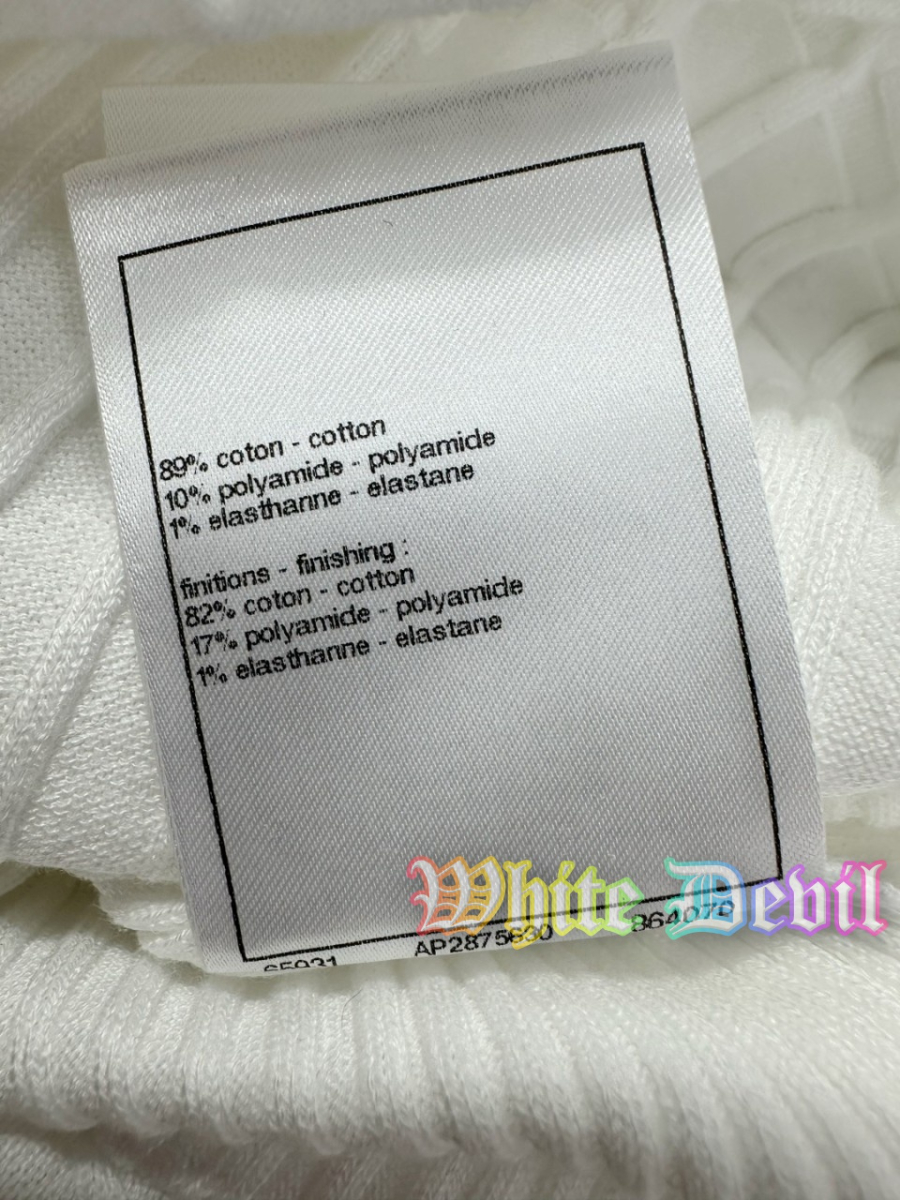 89% coton - cotton
10% polyamide - polyamide
1% elasthanne - elastane
finitions - finishing :
82% coton - cotton
17% polyamide - polyamide
1% elasthanne - elastane
White Devil